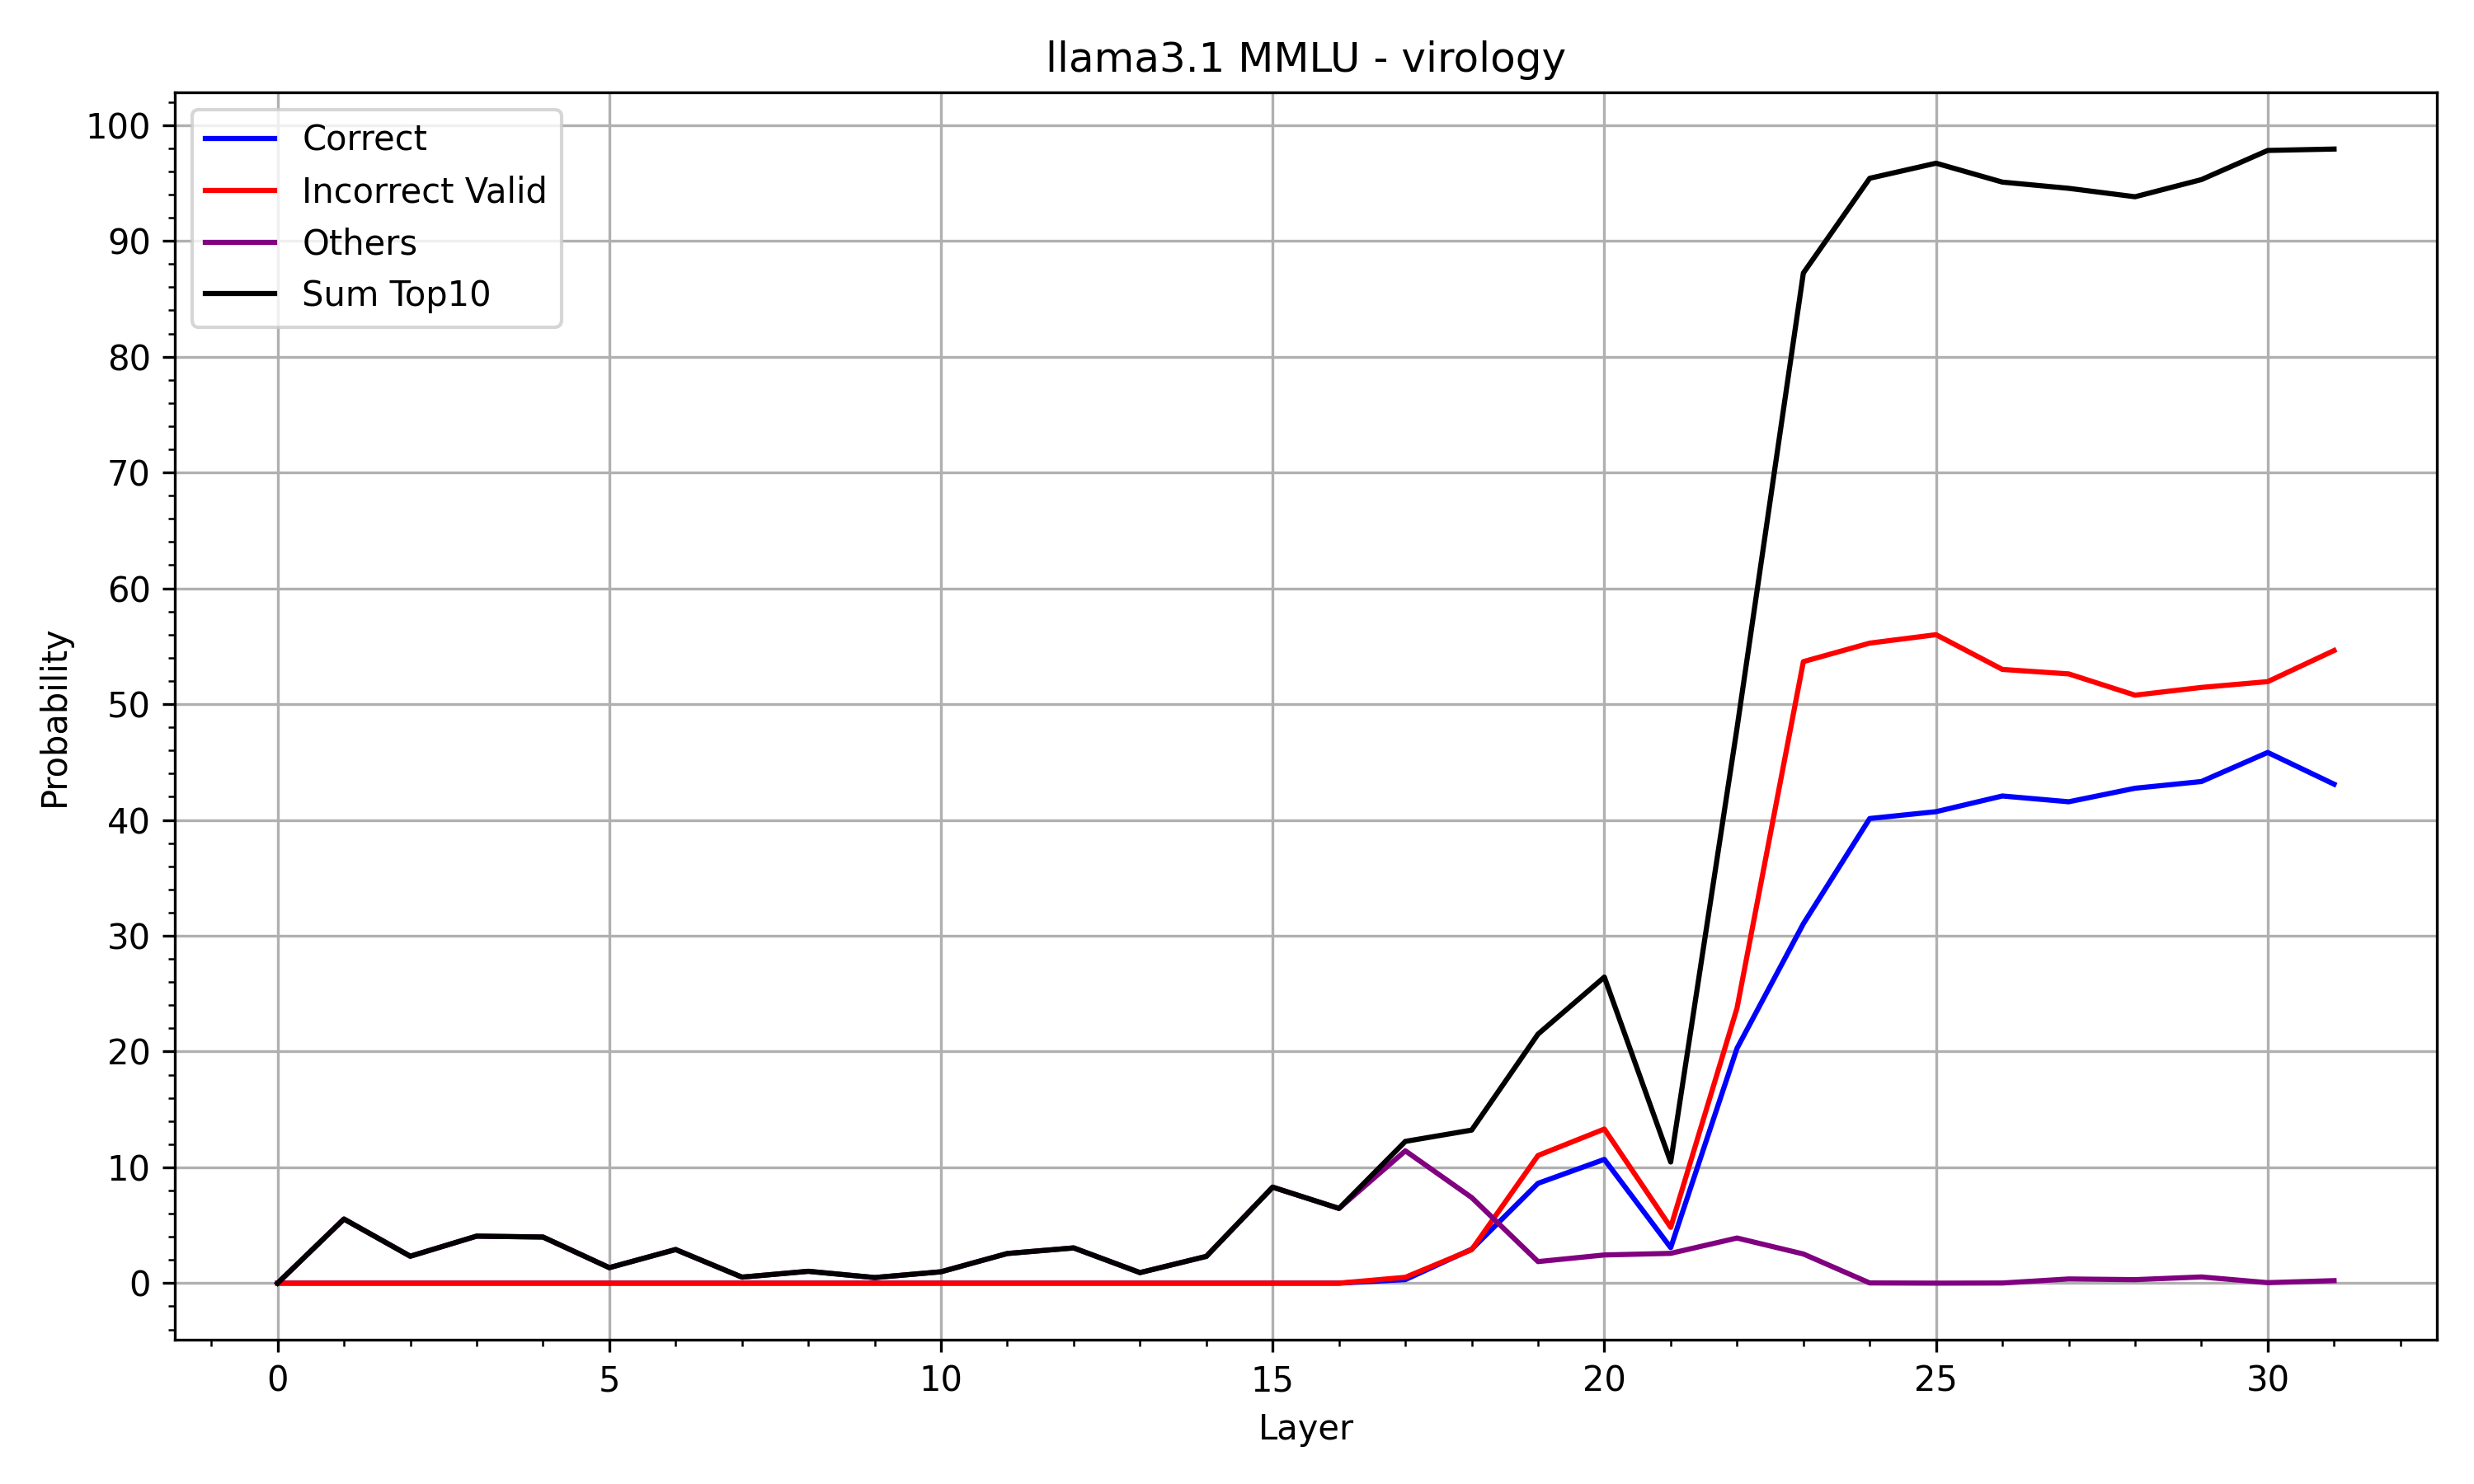 llama3.1 MMLU - virology
Correct
Incorrect Valid
Others
Sum Top10
Probability
100
90
80
70
60
50
40
30
20
10
0
0 5 10 15 20 25 30
Layer